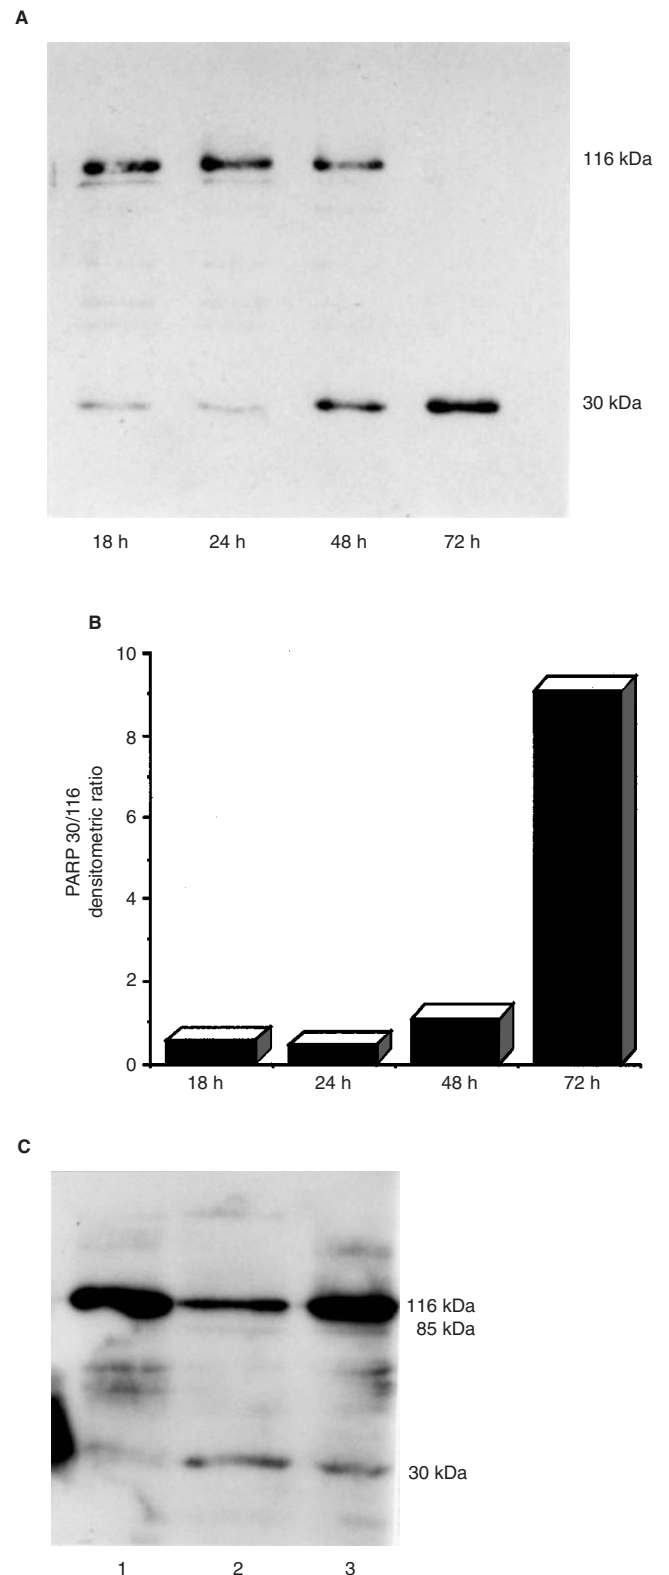 A
116 kDa
30 kDa
18 h 24 h 48 h 72 h
B
10
8
6
4
2
0
PARP 30/116
densitometric ratio
18 h 24 h 48 h 72 h
C
116 kDa
85 kDa
30 kDa
1 2 3